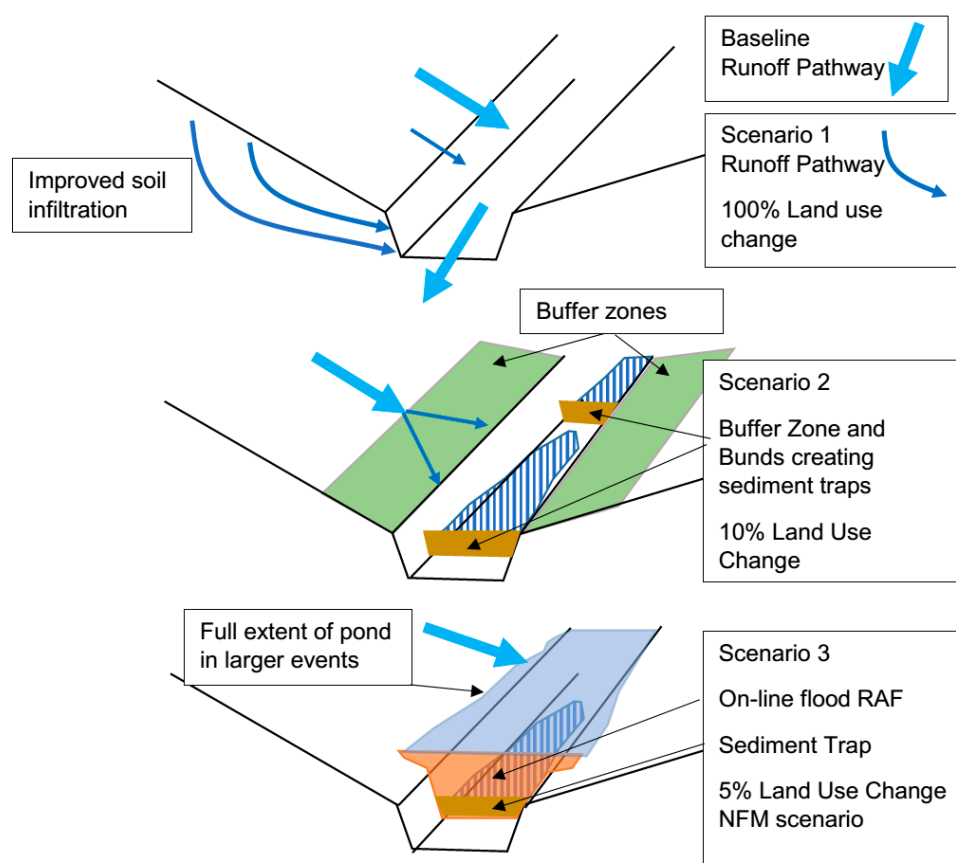 Baseline
Runoff Pathway
Scenario 1
Runoff Pathway
100% Land use
change
Improved soil
infiltration
Buffer zones
Scenario 2
Buffer Zone and
Bunds creating
sediment traps
10% Land Use
Change
Full extent of pond
in larger events
Scenario 3
On-line flood RAF
Sediment Trap
5% Land Use Change
NFM scenario